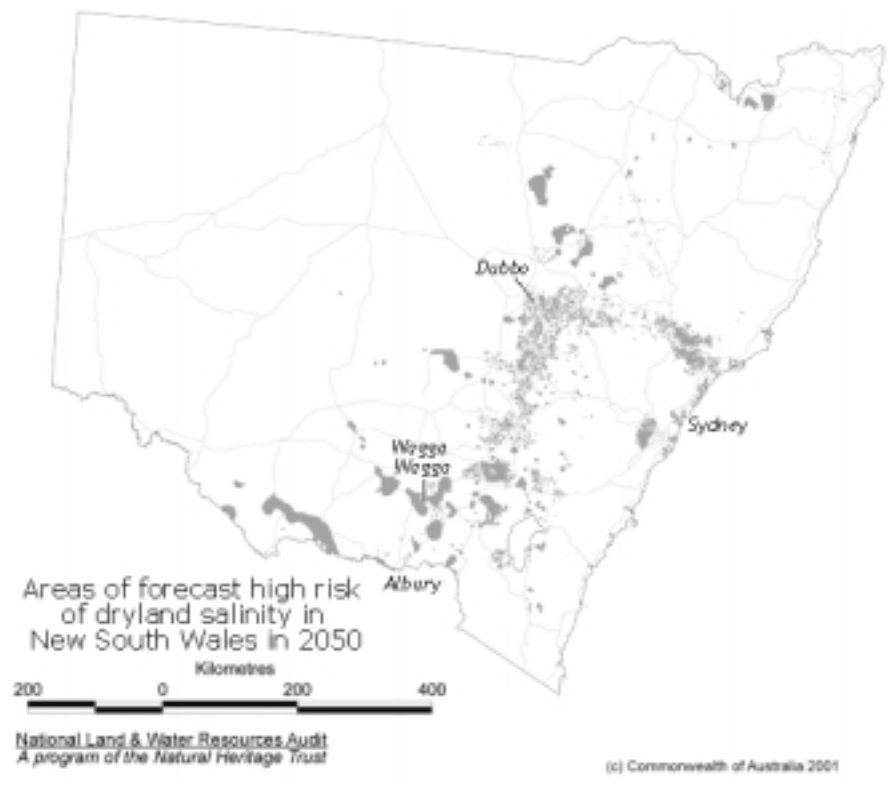 Dubbo
Sydney
Wagga
Wagga
Albury
Areas of forecast high risk
of dryland salinity in
New South Wales in 2050
Kilometres
200 0 200 400
National Land & Water Resources Audit
A program of the Natural Heritage Trust
(c) Commonwealth of Australia 2001